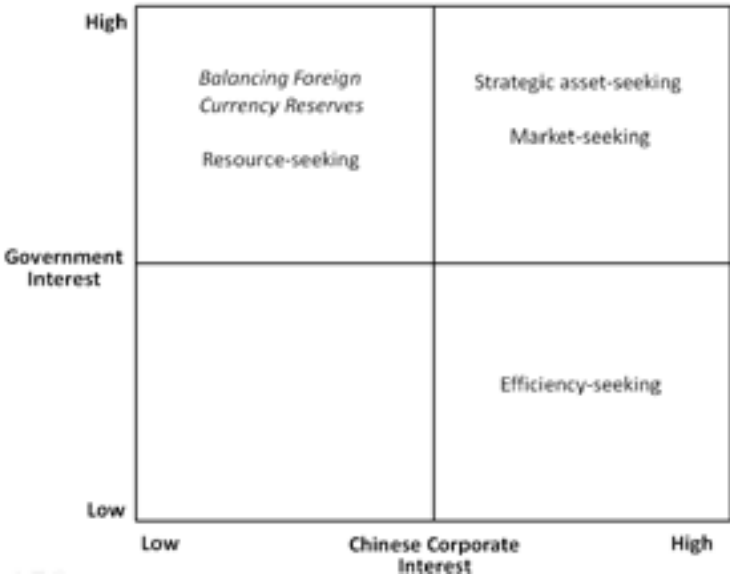 High
Balancing Foreign
Currency Reserves
Resource-seeking
Strategic asset-seeking
Market-seeking
Government
Interest
Efficiency-seeking
Low
Low
Chinese Corporate
Interest
High